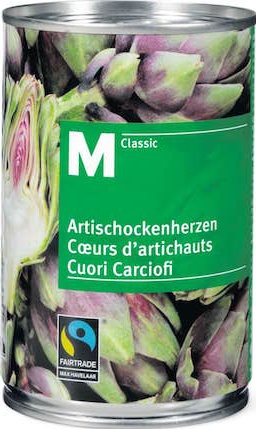 M Classic
Artischockenherzen
Cœurs d'artichauts
Cuori Carciofi
FAIRTRADE
MAX HAVELAAR